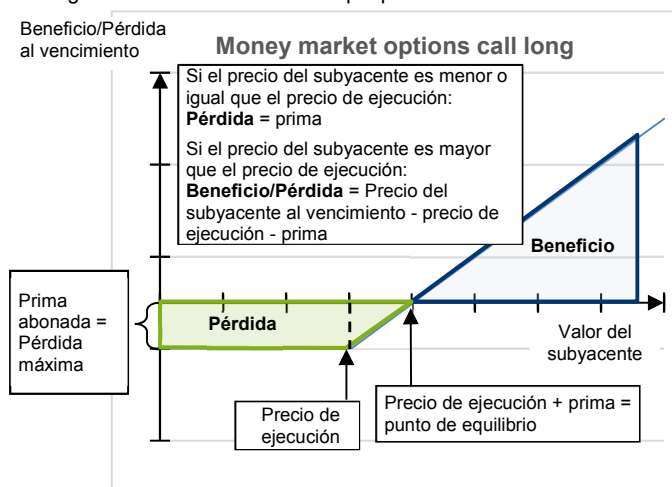 Beneficio/Pérdida
al vencimiento
Money market options call long
Si el precio del subyacente es menor o
igual que el precio de ejecución:
Pérdida = prima
Si el precio del subyacente es mayor
que el precio de ejecución:
Beneficio/Pérdida = Precio del
subyacente al vencimiento - precio de
ejecución - prima
Beneficio
Prima
abonada =
Pérdida
máxima
Pérdida
Valor del
subyacente
Precio de
ejecución
Precio de ejecución + prima =
punto de equilibrio